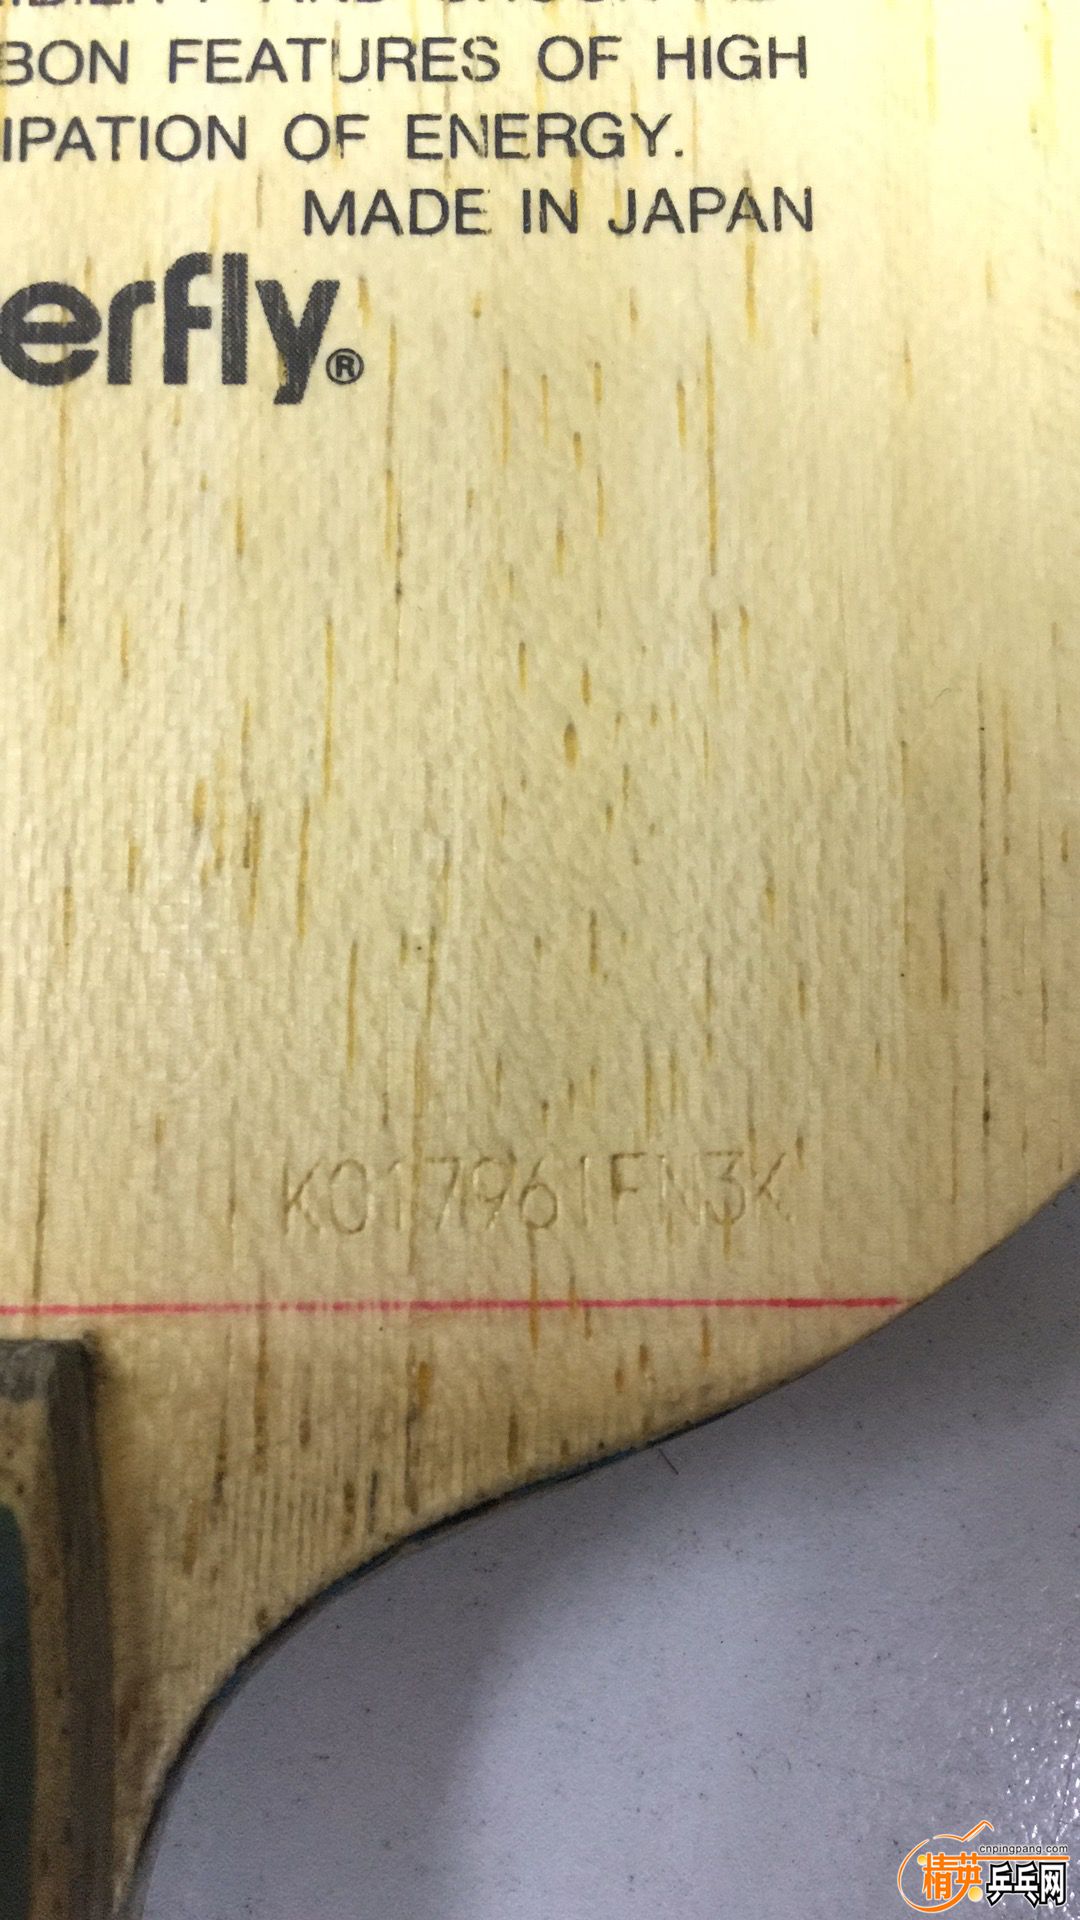 BON FEATURES OF HIGH
IPATION OF ENERGY.
MADE IN JAPAN
erfly®
K017961FN3K
cnpingpang.com
精英乒乓网